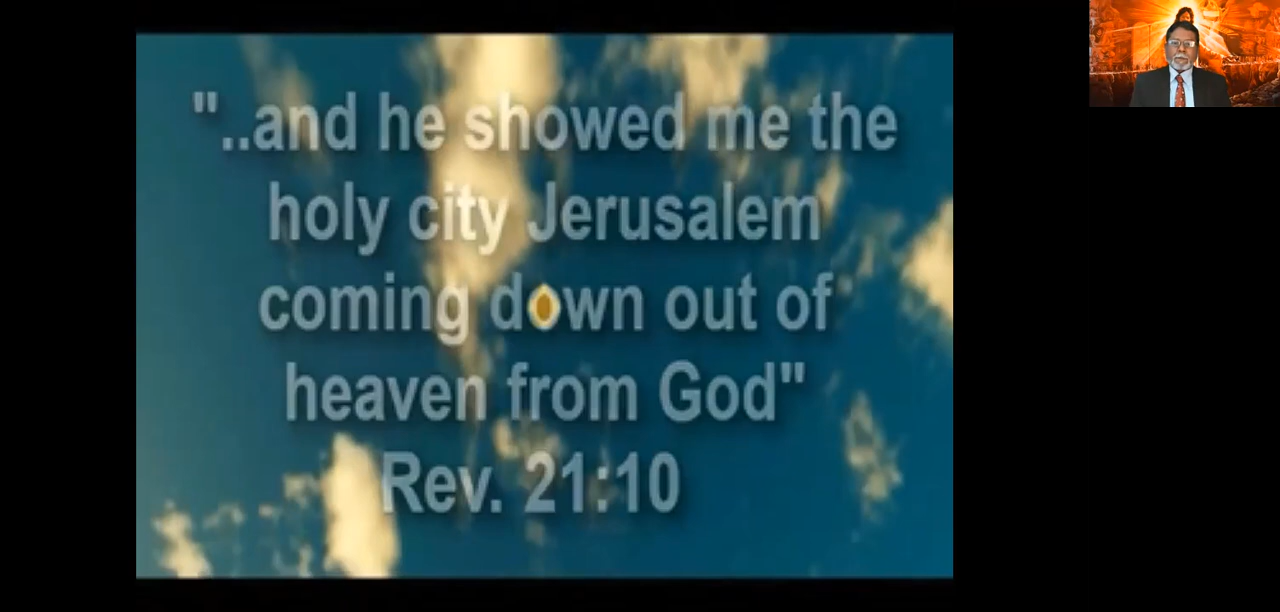 "..and he showed me the
holy city Jerusalem
coming down out of
heaven from God"
Rev. 21:10